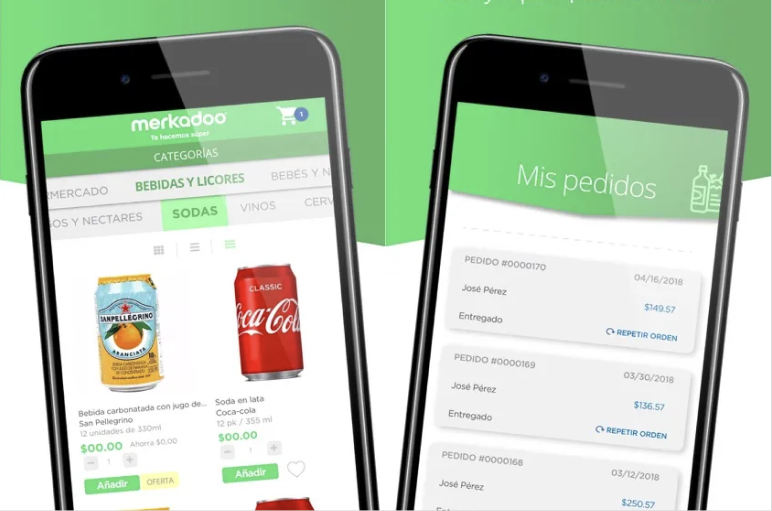 merkadoo
Te hacemos súper
1
CATEGORÍAS
RMERCADO
BEBIDAS Y LICORES
BEBÉS Y N
OS Y NECTARES
SODAS
VINOS
CERV
SANPELLEGRINO
ARANCIATA
CLASSIC
Coca-Cola
Bebida carbonatada con jugo de...
San Pellegrino
12 unidades de 330ml
$00.00 Ahorra $0.00
− 1 +
Añadir OFERTA
Soda en lata
Coca-cola
12 pk / 355 ml
$00.00
− 1 +
Añadir
Mis pedidos
PEDIDO #0000170 04/16/2018
José Pérez $149.57
Entregado REPETIR ORDEN
PEDIDO #0000169 03/30/2018
José Pérez $136.57
Entregado REPETIR ORDEN
PEDIDO #0000168 03/12/2018
José Pérez $250.57